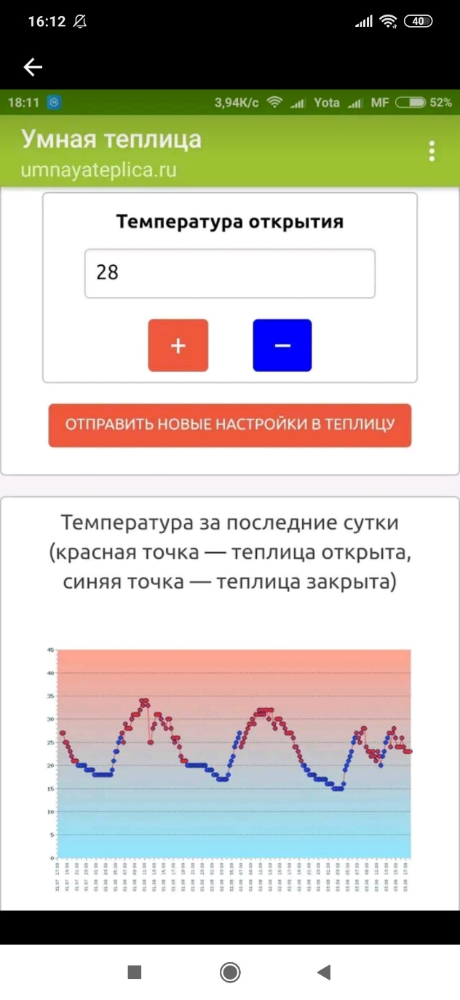 16:12
40
18:11
3,94K/c
Yota
MF
52%
Умная теплица
umnayateplica.ru
Температура открытия
28
+
−
ОТПРАВИТЬ НОВЫЕ НАСТРОЙКИ В ТЕПЛИЦУ
Температура за последние сутки
(красная точка — теплица открыта,
синяя точка — теплица закрыта)
45
40
35
30
25
20
15
10
5
0